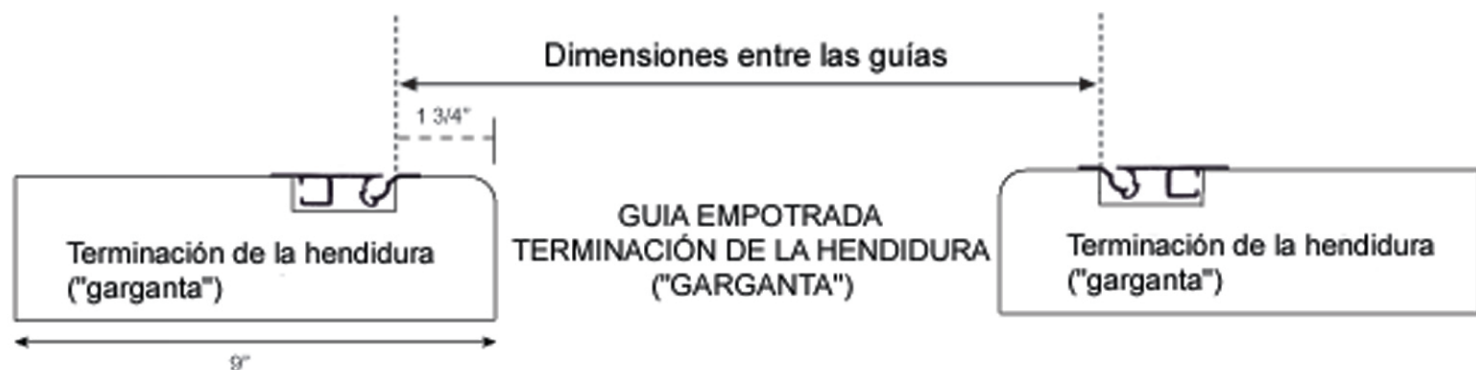 Dimensiones entre las guías
1 3/4"
GUIA EMPOTRADA
TERMINACIÓN DE LA HENDIDURA
("GARGANTA")
Terminación de la hendidura
("garganta")
Terminación de la hendidura
("garganta")
9"